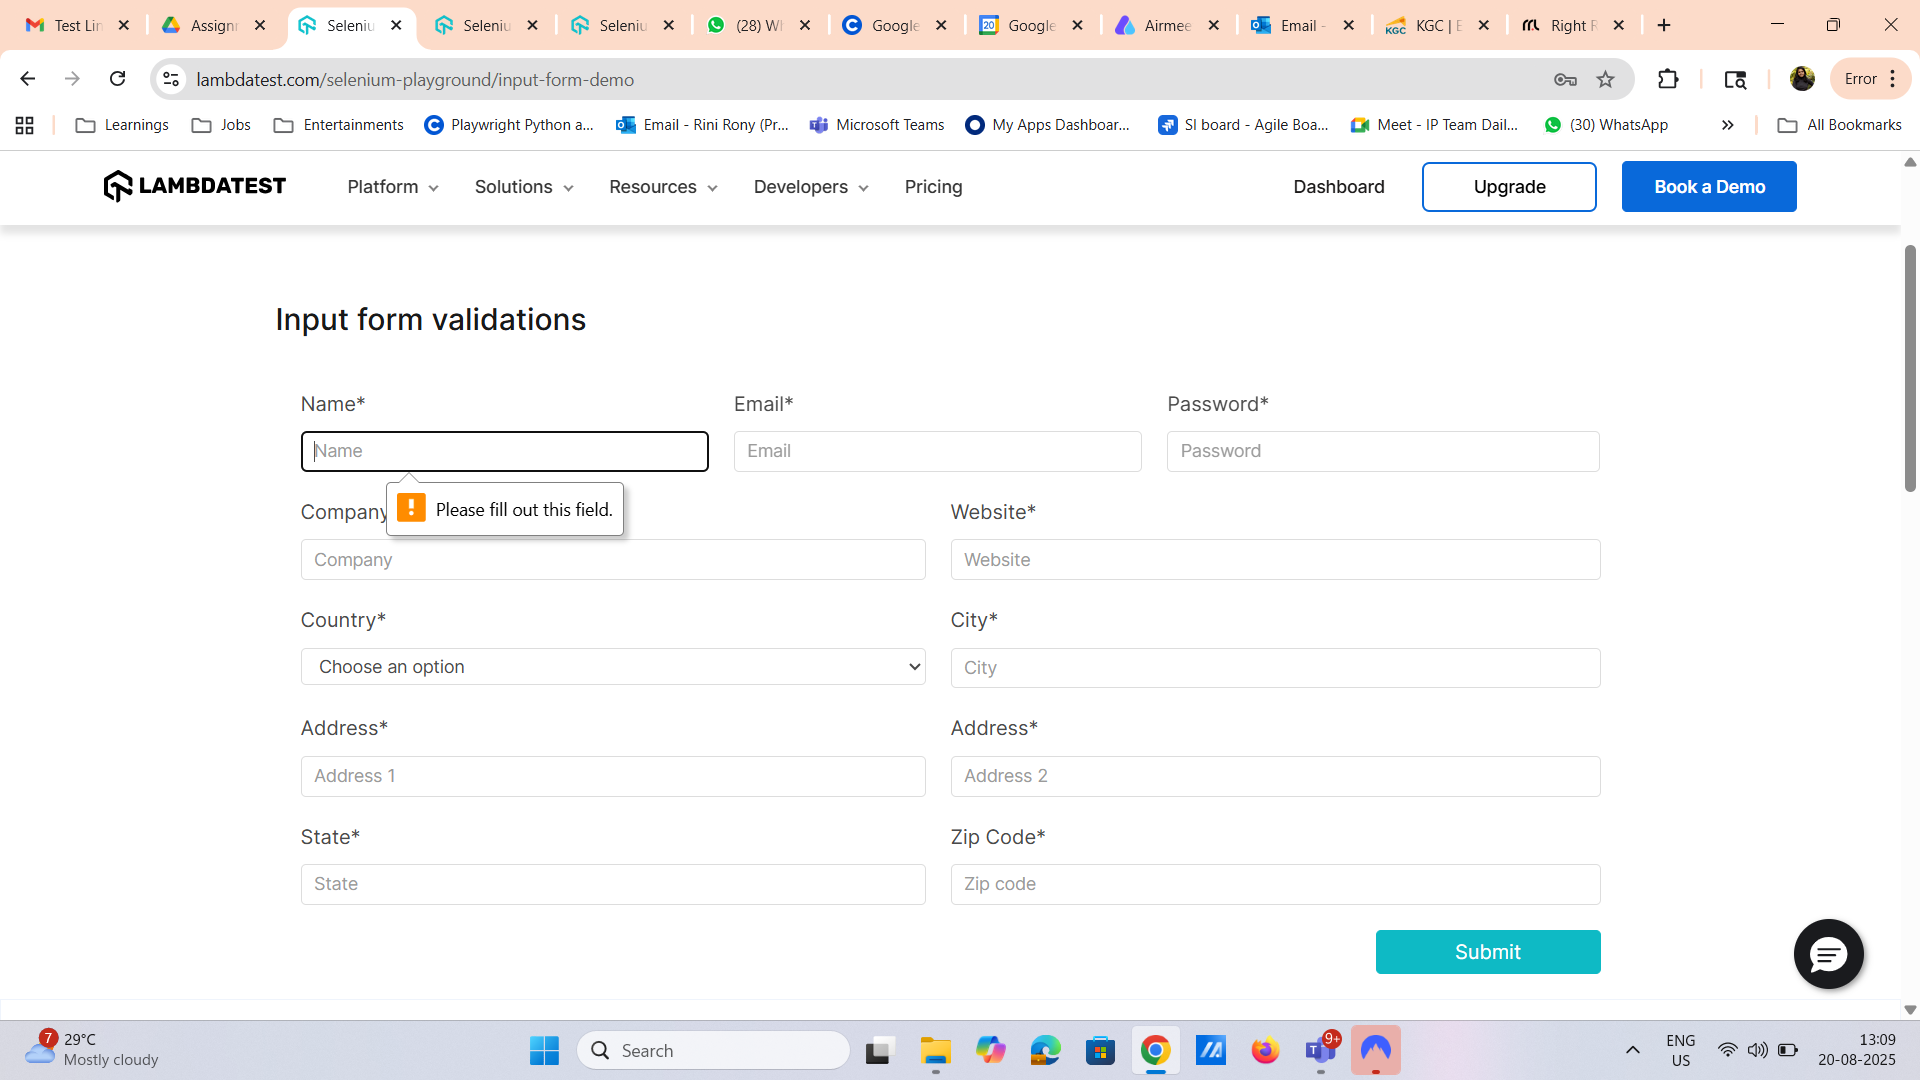 Test Lin
Assignr
Seleniu
Seleniu
Seleniu
(28) Wh
Google
Google
Airmee
Email -
KGC | E
Right R
lambdatest.com/selenium-playground/input-form-demo
Error
Learnings
Jobs
Entertainments
Playwright Python a...
Email - Rini Rony (Pr...
Microsoft Teams
My Apps Dashboar...
SI board - Agile Boa...
Meet - IP Team Dail...
(30) WhatsApp
All Bookmarks
LAMBDATEST
Platform
Solutions
Resources
Developers
Pricing
Dashboard
Upgrade
Book a Demo
Input form validations
Name*
Email*
Password*
Name
Email
Password
Please fill out this field.
Company
Website*
Company
Website
Country*
City*
Choose an option
City
Address*
Address*
Address 1
Address 2
State*
Zip Code*
State
Zip code
Submit
7
29°C
Mostly cloudy
Search
9+
ENG
US
13:09
20-08-2025